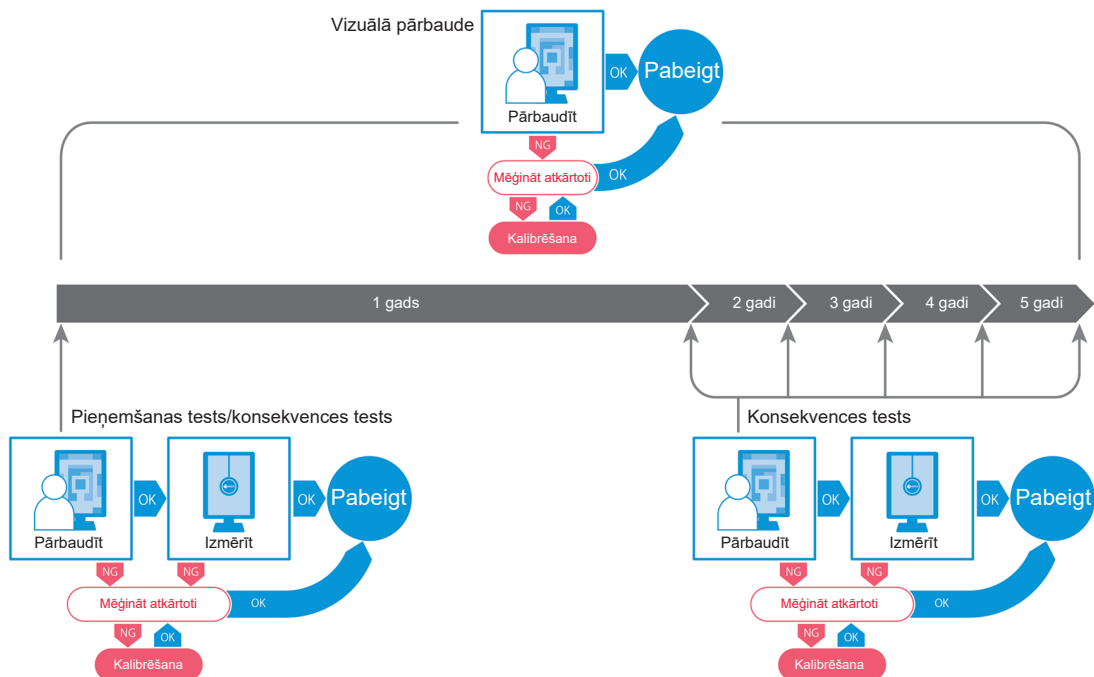 Vizuālā pārbaude
OK
Pabeigt
Pārbaudīt
NG
Mēģināt atkārtoti
OK
NG
OK
Kalibrēšana
1 gads
2 gadi
3 gadi
4 gadi
5 gadi
Pieņemšanas tests/konsekvences tests
Pārbaudīt
OK
Izmērīt
OK
Pabeigt
NG
NG
Mēģināt atkārtoti
OK
NG
OK
Kalibrēšana
Konsekvences tests
Pārbaudīt
OK
Izmērīt
OK
Pabeigt
NG
NG
Mēģināt atkārtoti
OK
NG
OK
Kalibrēšana